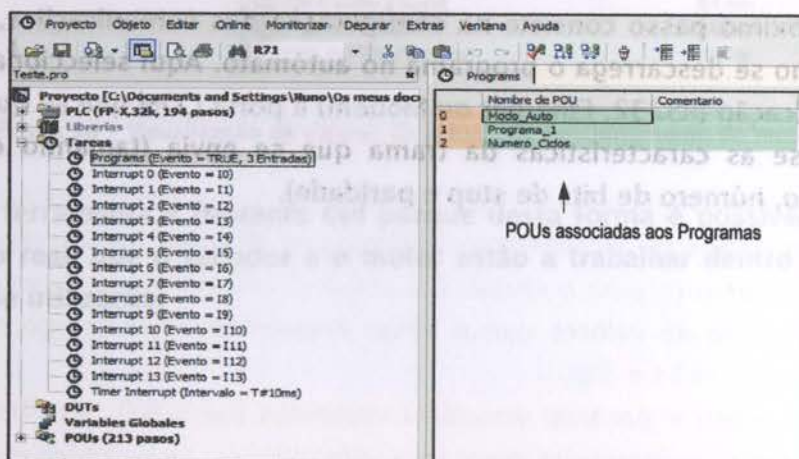 Proyecto Objeto Editar Online Monitorizar Depurar Extras Ventana Ayuda
R71
Teste.pro
Programs
Proyecto [C:\Documents and Settings\Nuno\Os meus docu
PLC (FP-X,32k, 194 pasos)
Librerias
Tareas
Programs (Evento = TRUE, 3 Entradas)
Interrupt 0 (Evento = I0)
Interrupt 1 (Evento = I1)
Interrupt 2 (Evento = I2)
Interrupt 3 (Evento = I3)
Interrupt 4 (Evento = I4)
Interrupt 5 (Evento = I5)
Interrupt 6 (Evento = I6)
Interrupt 7 (Evento = I7)
Interrupt 8 (Evento = I8)
Interrupt 9 (Evento = I9)
Interrupt 10 (Evento = I10)
Interrupt 11 (Evento = I11)
Interrupt 12 (Evento = I12)
Interrupt 13 (Evento = I13)
Timer Interrupt (Intervalo = T#10ms)
DUTs
Variables Globales
POUs (213 pasos)
Nombre de POU Comentario
0 Modo_Auto
1 Programa_1
2 Numero_Ciclos
POUs associadas aos Programas